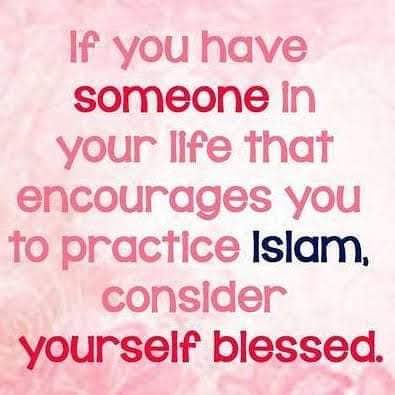 If you have
someone in
your life that
encourages you
to practice Islam,
consider
yourself blessed.